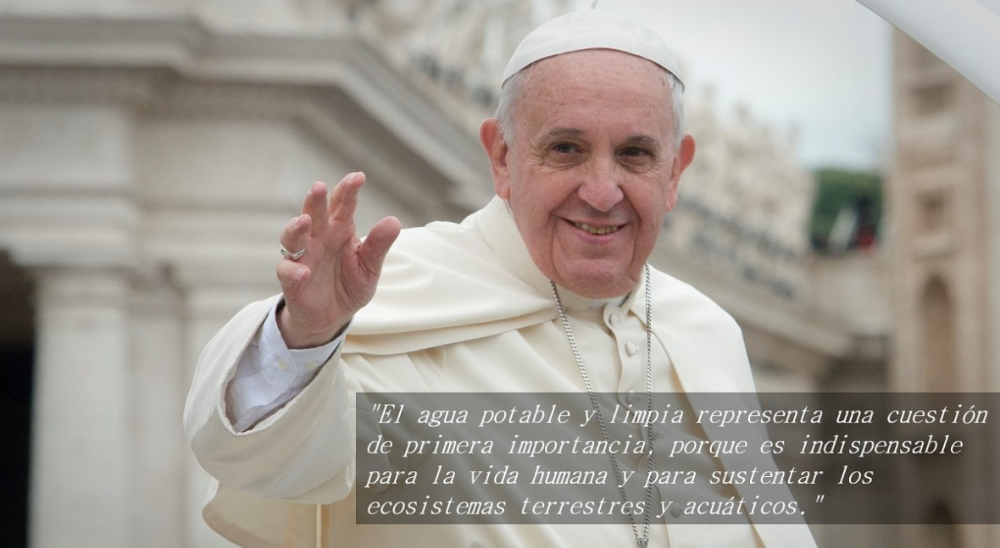 "El agua potable y limpia representa una cuestión
de primera importancia, porque es indispensable
para la vida humana y para sustentar los
ecosistemas terrestres y acuáticos."